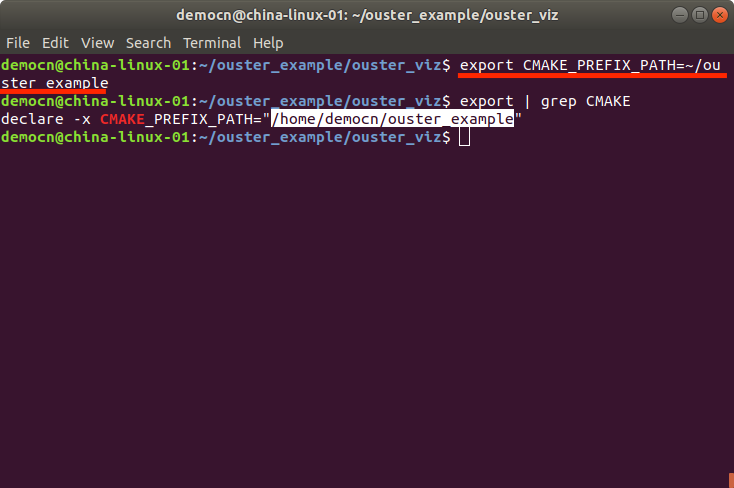 democn@china-linux-01: ~/ouster_example/ouster_viz
File Edit View Search Terminal Help
democn@china-linux-01:~/ouster_example/ouster_viz$ export CMAKE_PREFIX_PATH=~/ou
ster_example
democn@china-linux-01:~/ouster_example/ouster_viz$ export | grep CMAKE
declare -x CMAKE_PREFIX_PATH="/home/democn/ouster_example"
democn@china-linux-01:~/ouster_example/ouster_viz$